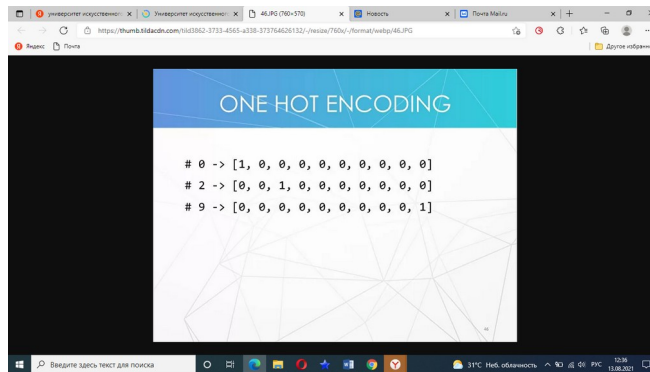 университет искусственног
Университет искусственног
46.JPG (760×570)
Новость
Почта Mail.ru
https://thumb.tildacdn.com/tild3862-3733-4565-a338-373764626132/-/resize/760x/-/format/webp/46.JPG
Яндекс
Почта
Другое избранн
ONE HOT ENCODING
# 0 -> [1, 0, 0, 0, 0, 0, 0, 0, 0, 0]
# 2 -> [0, 0, 1, 0, 0, 0, 0, 0, 0, 0]
# 9 -> [0, 0, 0, 0, 0, 0, 0, 0, 0, 1]
Введите здесь текст для поиска
31°C Неб. облачность
РУС
12:36
13.08.2021